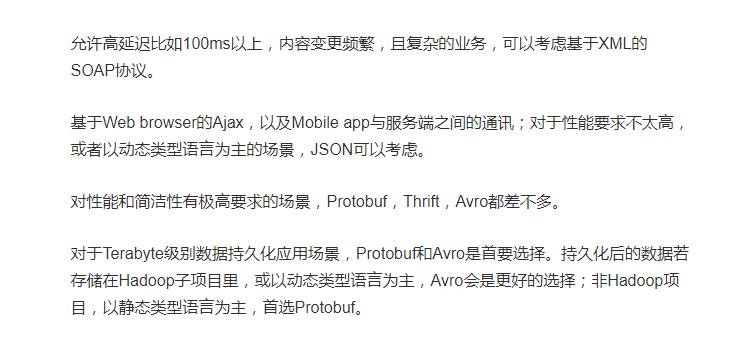 允许高延迟比如100ms以上，内容变更频繁，且复杂的业务，可以考虑基于XML的
SOAP协议。
基于Web browser的Ajax，以及Mobile app与服务端之间的通讯；对于性能要求不太高，
或者以动态类型语言为主的场景，JSON可以考虑。
对性能和简洁性有极高要求的场景，Protobuf，Thrift，Avro都差不多。
对于Terabyte级别数据持久化应用场景，Protobuf和Avro是首要选择。持久化后的数据若
存储在Hadoop子项目里，或以动态类型语言为主，Avro会是更好的选择；非Hadoop项
目，以静态类型语言为主，首选Protobuf。